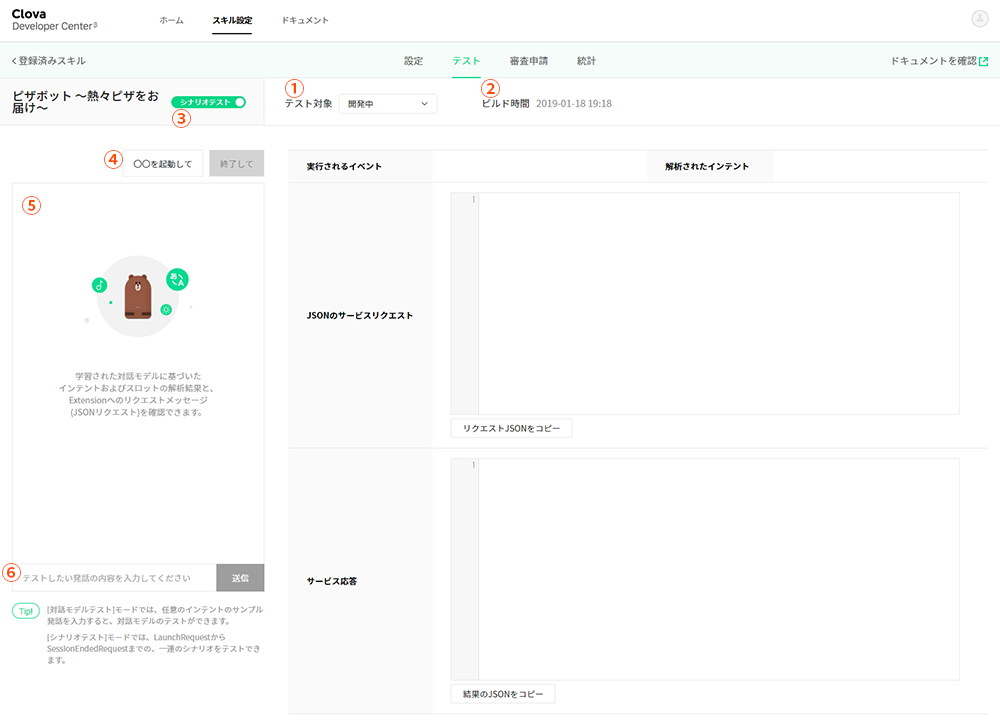 Clova
Developer Center β
ホーム
スキル設定
ドキュメント
登録済みスキル
設定
テスト
審査申請
統計
ドキュメントを確認
ピザボット ～熱々ピザをお
届け～
シナリオテスト
③
①
テスト対象
開発中
②
ビルド時間 2019-01-18 19:18
④
〇〇を起動して
終了して
⑤
学習された対話モデルに基づいた
インテントおよびスロットの解析結果と、
Extensionへのリクエストメッセージ
(JSONリクエスト)を確認できます。
⑥
テストしたい発話の内容を入力してください
送信
Tip!
[対話モデルテスト]モードでは、任意のインテントのサンプル
発話を入力すると、対話モデルのテストができます。
[シナリオテスト]モードでは、LaunchRequestから
SessionEndedRequestまでの、一連のシナリオをテストでき
ます。
実行されるイベント
解析されたインテント
JSONのサービスリクエスト
1
リクエストJSONをコピー
サービス応答
1
結果のJSONをコピー
あ
A